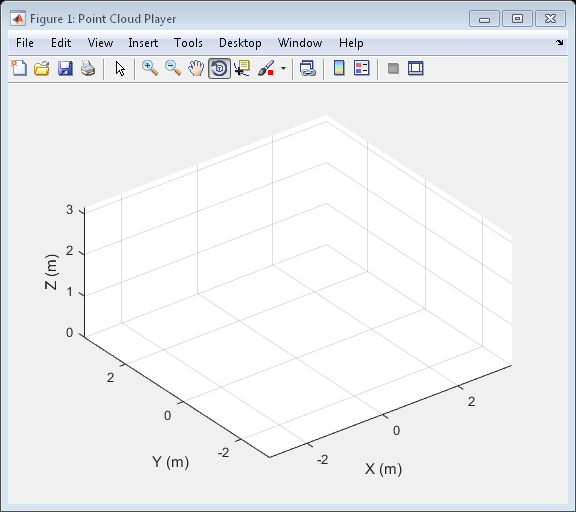 Figure 1: Point Cloud Player
File Edit View Insert Tools Desktop Window Help
3
2
1
0
Z (m)
2
0
-2
Y (m)
2
0
-2
X (m)